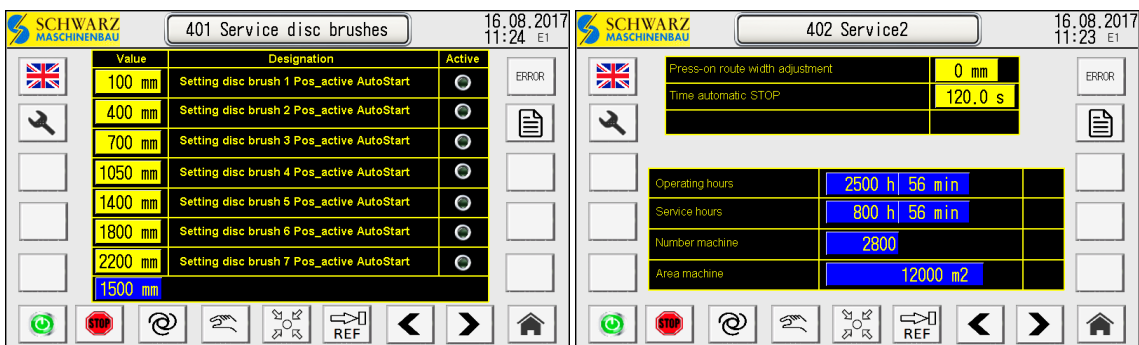 SCHWARZ
MASCHINENBAU
401 Service disc brushes
16.08.2017
11:24 E1
Value Designation Active
100 mm Setting disc brush 1 Pos_active AutoStart
400 mm Setting disc brush 2 Pos_active AutoStart
700 mm Setting disc brush 3 Pos_active AutoStart
1050 mm Setting disc brush 4 Pos_active AutoStart
1400 mm Setting disc brush 5 Pos_active AutoStart
1800 mm Setting disc brush 6 Pos_active AutoStart
2200 mm Setting disc brush 7 Pos_active AutoStart
1500 mm
ERROR
STOP
REF
SCHWARZ
MASCHINENBAU
402 Service2
16.08.2017
11:23 E1
Press-on route width adjustment 0 mm
Time automatic STOP 120.0 s
ERROR
Operating hours 2500 h 56 min
Service hours 800 h 56 min
Number machine 2800
Area machine 12000 m2
STOP
REF